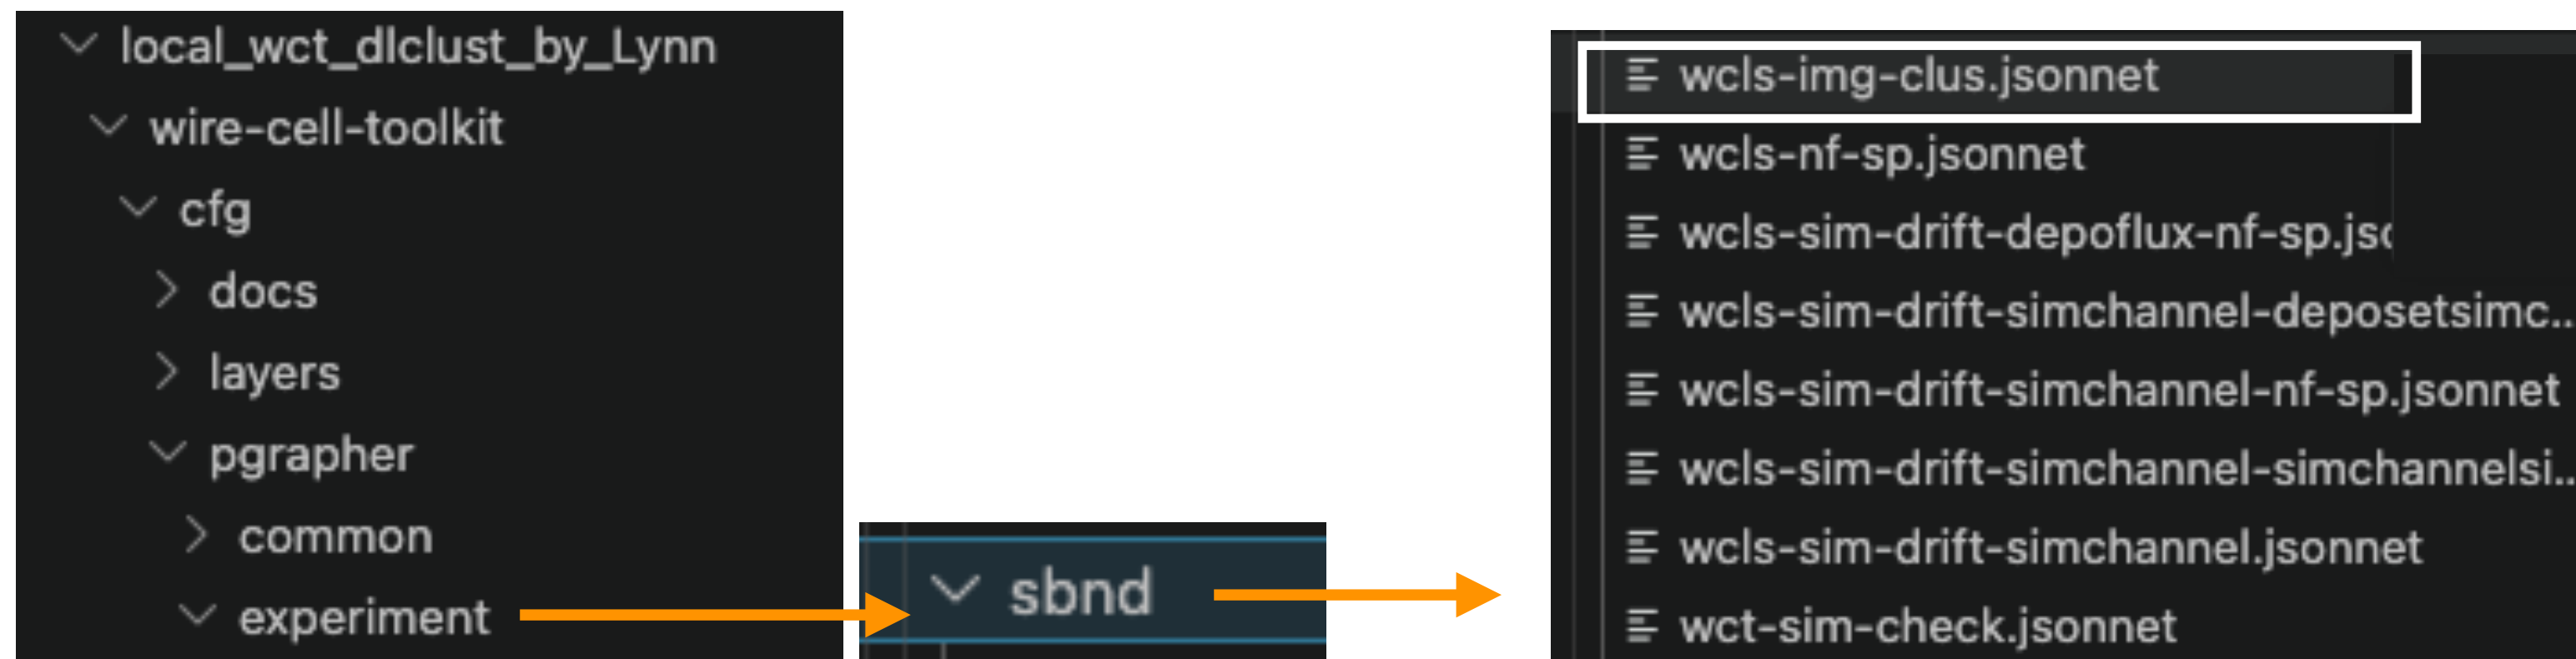 local_wct_dlclust_by_Lynn
wire-cell-toolkit
cfg
docs
layers
pgrapher
common
experiment
sbnd
wcls-img-clus.jsonnet
wcls-nf-sp.jsonnet
wcls-sim-drift-depoflux-nf-sp.jsc
wcls-sim-drift-simchannel-deposetsimc...
wcls-sim-drift-simchannel-nf-sp.jsonnet
wcls-sim-drift-simchannel-simchannelsi...
wcls-sim-drift-simchannel.jsonnet
wct-sim-check.jsonnet